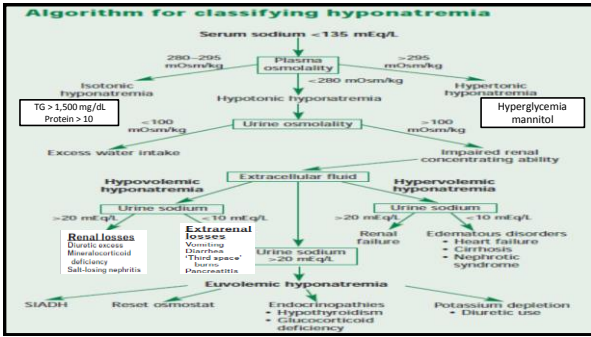 Algorithm for classifying hyponatremia
Serum sodium <135 mEq/L
280–295
mOsm/kg
Plasma
osmolality
>295
mOsm/kg
Isotonic
hyponatremia
<280 mOsm/kg
Hypertonic
hyponatremia
TG > 1,500 mg/dL
Protein > 10
Hypotonic hyponatremia
Hyperglycemia
mannitol
<100
mOsm/kg
Urine osmolality
>100
mOsm/kg
Excess water intake
Impaired renal
concentrating ability
Extracellular fluid
Hypovolemic
hyponatremia
Hypervolemic
hyponatremia
Urine sodium
Urine sodium
>20 mEq/L
<10 mEq/L
>20 mEq/L
<10 mEq/L
Renal losses
Diuretic excess
Mineralocorticoid
deficiency
Salt-losing nephritis
Extrarenal
losses
Vomiting
Diarrhea
'Third space'
burns
Pancreatitis
Urine sodium
>20 mEq/L
Renal
failure
Edematous disorders
• Heart failure
• Cirrhosis
• Nephrotic
syndrome
Euvolemic hyponatremia
SIADH
Reset osmostat
Endocrinopathies
• Hypothyroidism
• Glucocorticoid
deficiency
Potassium depletion
• Diuretic use